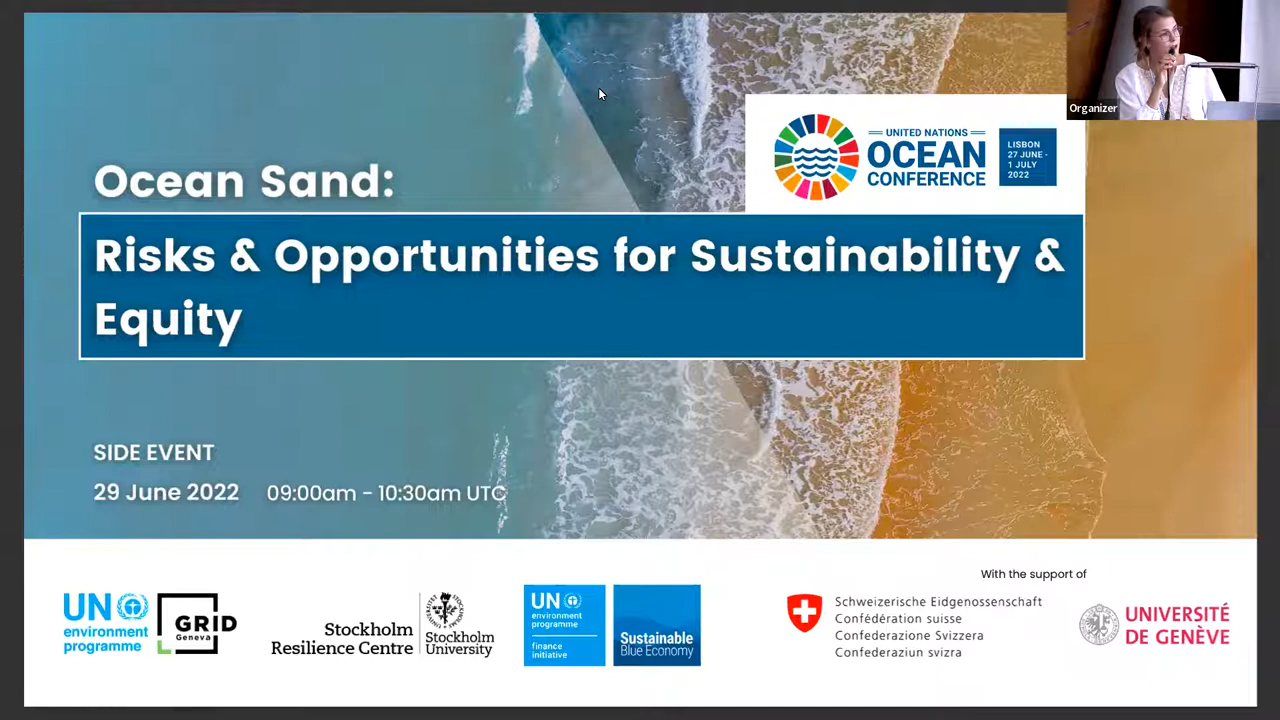 Organizer
UNITED NATIONS
OCEAN
CONFERENCE
LISBON
27 JUNE -
1 JULY
2022
Ocean Sand:
Risks & Opportunities for Sustainability &
Equity
SIDE EVENT
29 June 2022 09:00am - 10:30am UTC
With the support of
UN
environment
programme
GRID
Geneva
Stockholm
Resilience Centre
Stockholm
University
UN
environment
programme
finance
initiative
Sustainable
Blue Economy
Schweizerische Eidgenossenschaft
Confédération suisse
Confederazione Svizzera
Confederaziun svizra
UNIVERSITÉ
DE GENÈVE